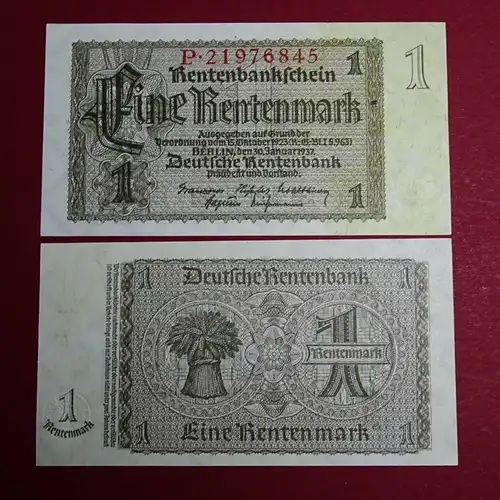 P·21976845
Rentenbankschein
1
1
Eine Rentenmark
Ausgegeben auf Grund der
Verordnung vom 15. Oktober 1923 (R.-G-Bl.I S.963)
BERLIN, den 30. Januar 1937
Deutsche Rentenbank
Präsident und Vorstand:
1
1
1
Deutsche Rentenbank
1
1
Rentenmark
1
Rentenmark
1
Eine Rentenmark
1